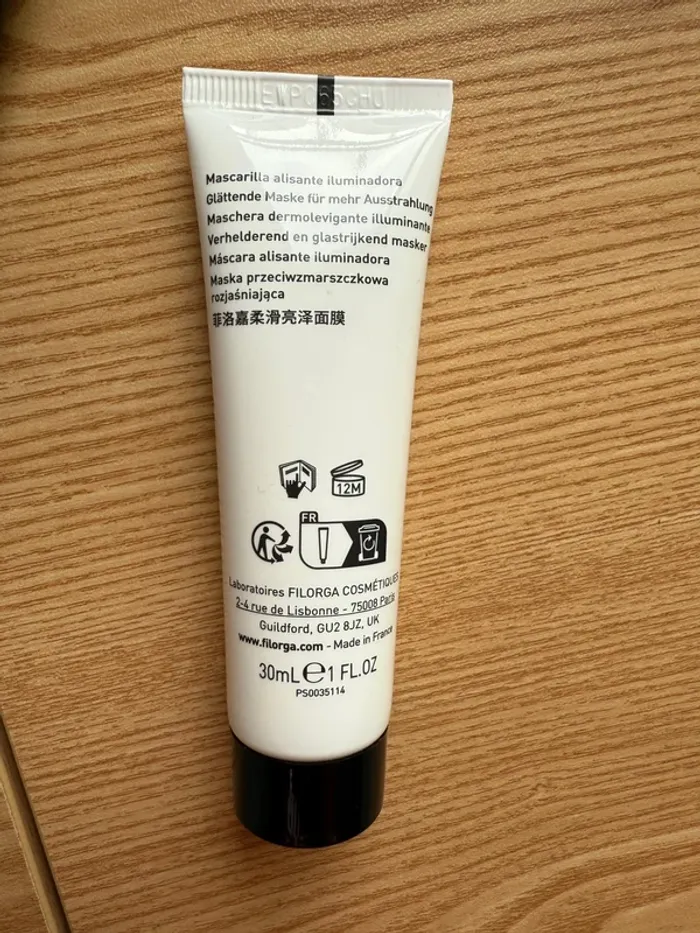 Mascarilla alisante iluminadora
Glättende Maske für mehr Ausstrahlung
Maschera dermolevigante illuminante
Verhelderend en glastrijkend masker
Máscara alisante iluminadora
Maska przeciwzmarszczkowa
rozjaśniająca
菲洛嘉柔滑亮泽面膜
12M
FR
Laboratoires FILORGA COSMÉTIQUES
2-4 rue de Lisbonne - 75008 Paris
Guildford, GU2 8JZ, UK
www.filorga.com - Made in France
30mL℮1 FL.OZ
PS0035114